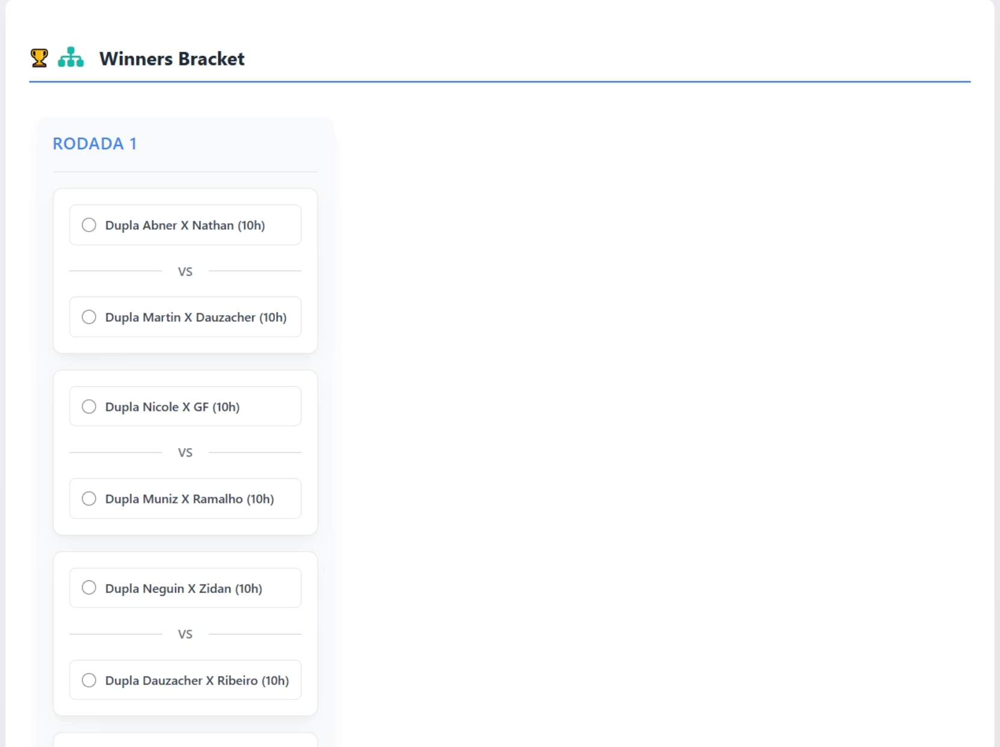 Winners Bracket
RODADA 1
Dupla Abner X Nathan (10h)
VS
Dupla Martin X Dauzacher (10h)
Dupla Nicole X GF (10h)
VS
Dupla Muniz X Ramalho (10h)
Dupla Neguin X Zidan (10h)
VS
Dupla Dauzacher X Ribeiro (10h)